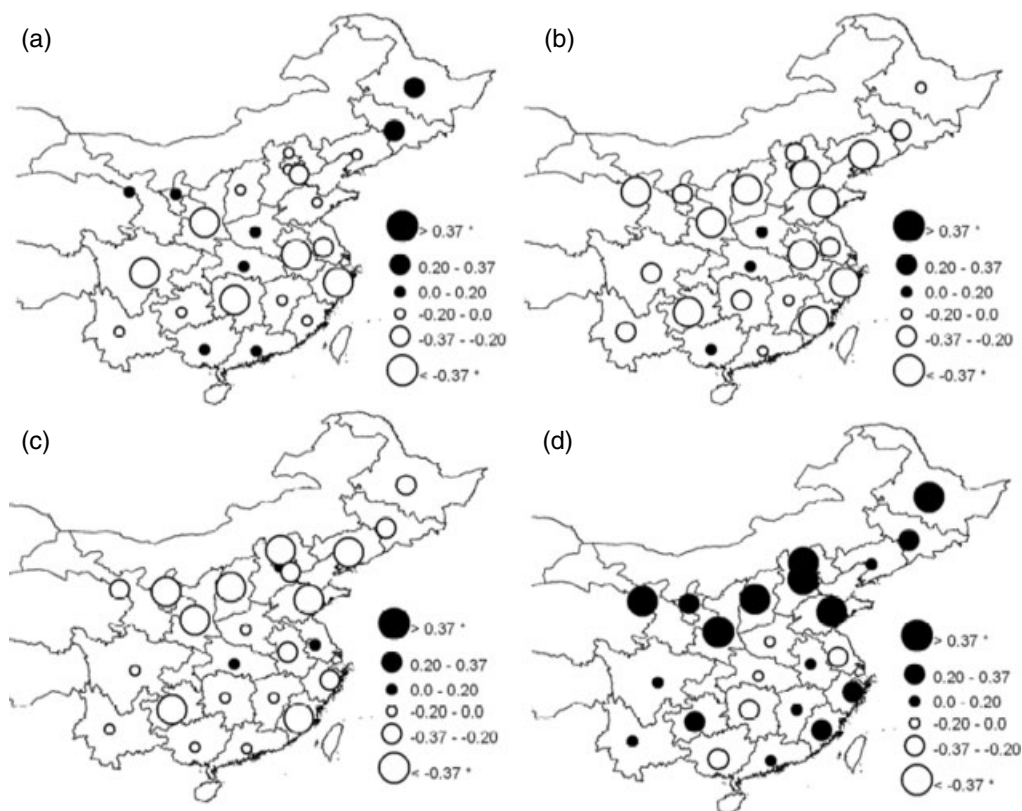 (a)
> 0.37 *
0.20 - 0.37
0.0 - 0.20
-0.20 - 0.0
-0.37 - -0.20
< -0.37 *
(b)
> 0.37 *
0.20 - 0.37
0.0 - 0.20
-0.20 - 0.0
-0.37 - -0.20
< -0.37 *
(c)
> 0.37 *
0.20 - 0.37
0.0 - 0.20
-0.20 - 0.0
-0.37 - -0.20
< -0.37 *
(d)
> 0.37 *
0.20 - 0.37
0.0 - 0.20
-0.20 - 0.0
-0.37 - -0.20
< -0.37 *